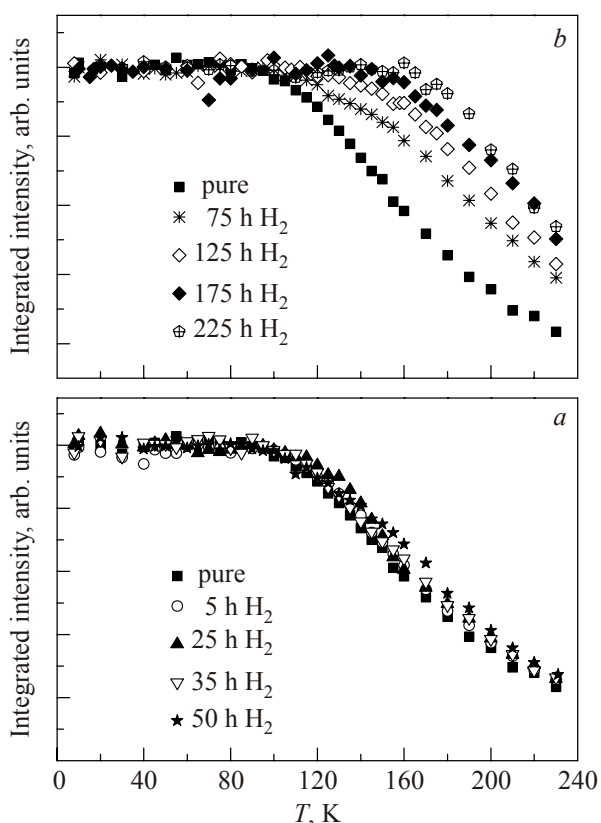 b
Integrated intensity, arb. units
pure
75 h H₂
125 h H₂
175 h H₂
225 h H₂
a
Integrated intensity, arb. units
pure
5 h H₂
25 h H₂
35 h H₂
50 h H₂
0 40 80 120 160 200 240
T, K